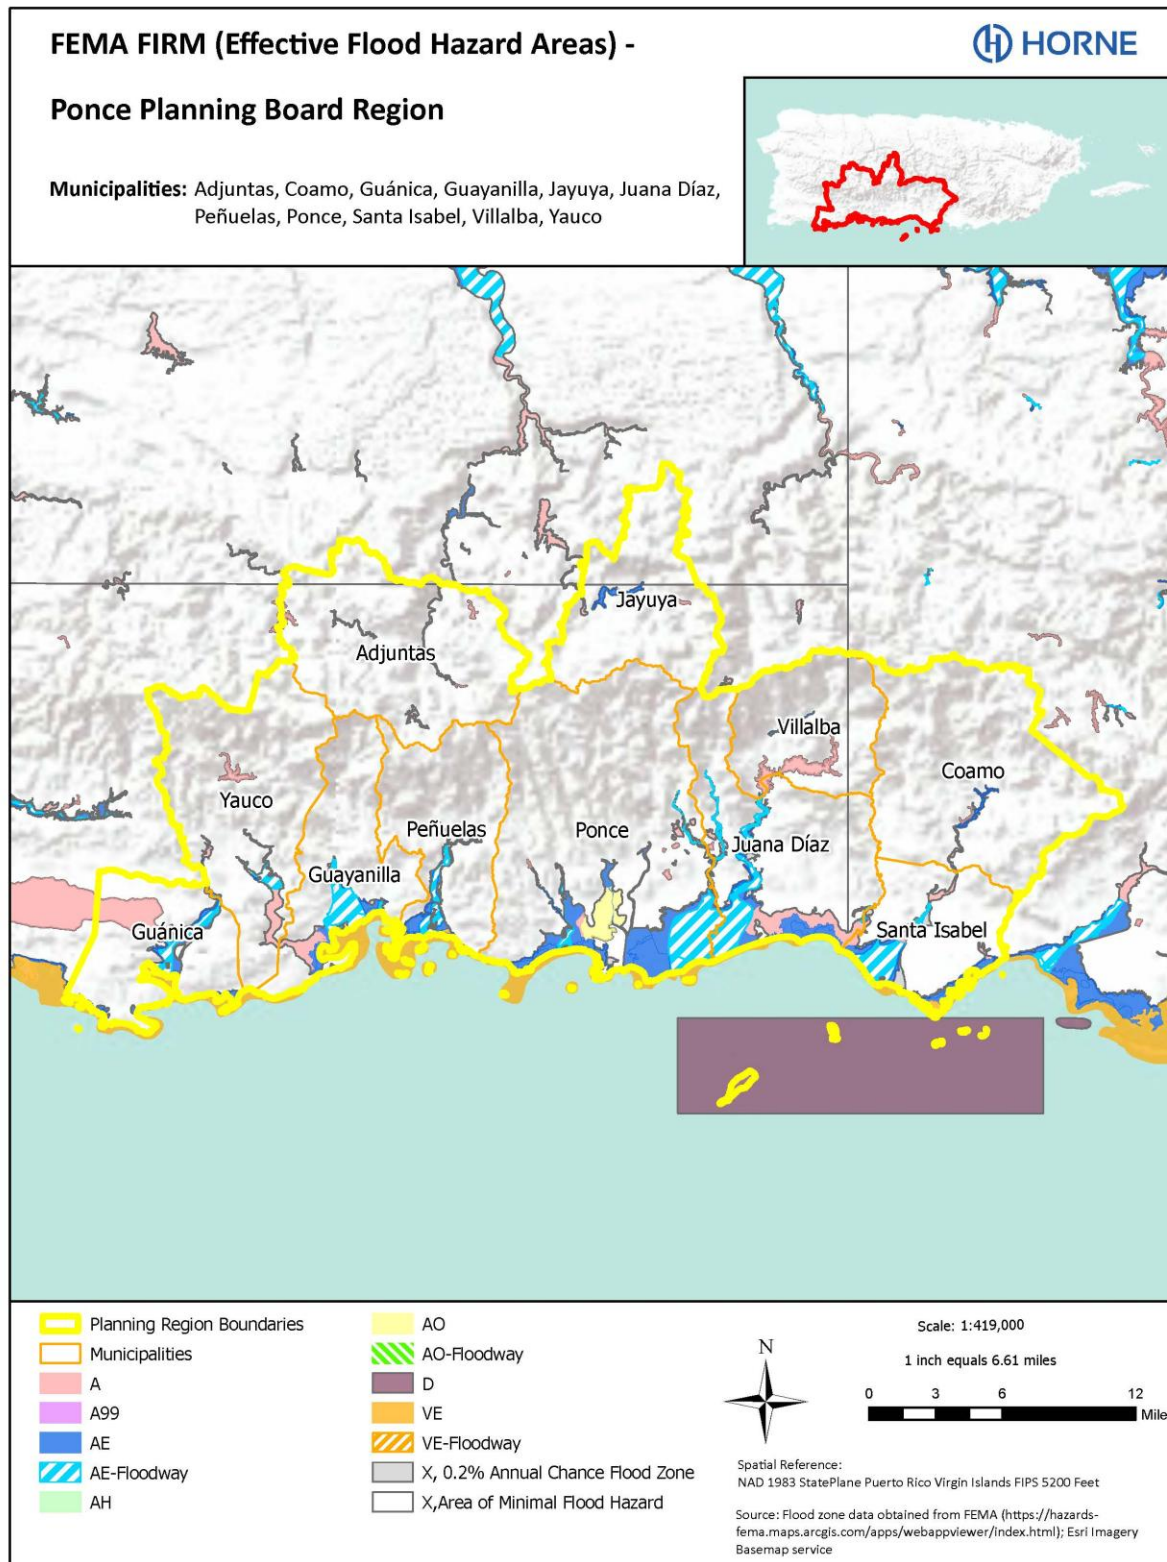 FEMA FIRM (Effective Flood Hazard Areas) -
HORNE
Ponce Planning Board Region
Municipalities: Adjuntas, Coamo, Guánica, Guayanilla, Jayuya, Juana Díaz,
Peñuelas, Ponce, Santa Isabel, Villalba, Yauco
Jayuya
Adjuntas
Villalba
Coamo
Yauco
Peñuelas
Ponce
Juana Díaz
Guayanilla
Guánica
Santa Isabel
Planning Region Boundaries
Municipalities
A
A99
AE
AE-Floodway
AH
AO
AO-Floodway
D
VE
VE-Floodway
X, 0.2% Annual Chance Flood Zone
X,Area of Minimal Flood Hazard
N
Scale: 1:419,000
1 inch equals 6.61 miles
0 3 6 12
Mile
Spatial Reference:
NAD 1983 StatePlane Puerto Rico Virgin Islands FIPS 5200 Feet
Source: Flood zone data obtained from FEMA (https://hazards-
fema.maps.arcgis.com/apps/webappviewer/index.html); Esri Imagery
Basemap service